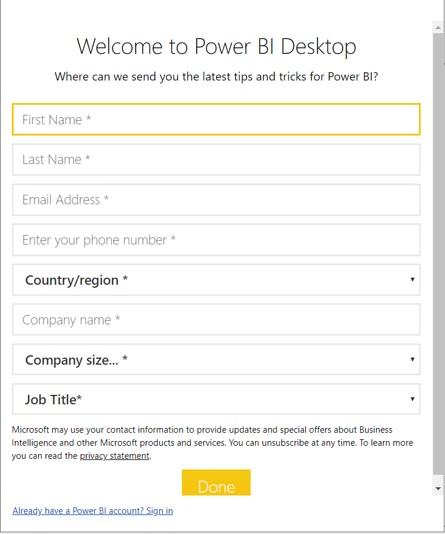 Welcome to Power BI Desktop
Where can we send you the latest tips and tricks for Power BI?
First Name *
Last Name *
Email Address *
Enter your phone number *
Country/region *
Company name *
Company size... *
Job Title*
Microsoft may use your contact information to provide updates and special offers about Business
Intelligence and other Microsoft products and services. You can unsubscribe at any time. To learn more
you can read the privacy statement.
Done
Already have a Power BI account? Sign in